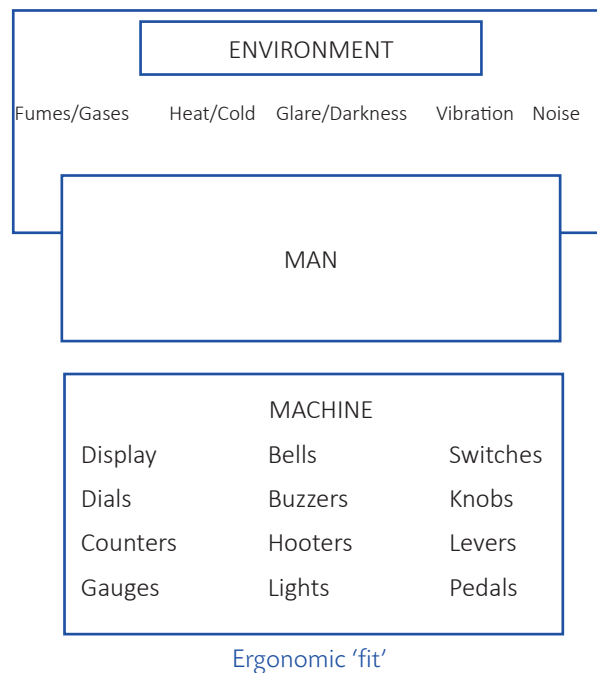 ENVIRONMENT
Fumes/Gases Heat/Cold Glare/Darkness Vibration Noise
MAN
MACHINE
Display Bells Switches
Dials Buzzers Knobs
Counters Hooters Levers
Gauges Lights Pedals
Ergonomic ‘fit’